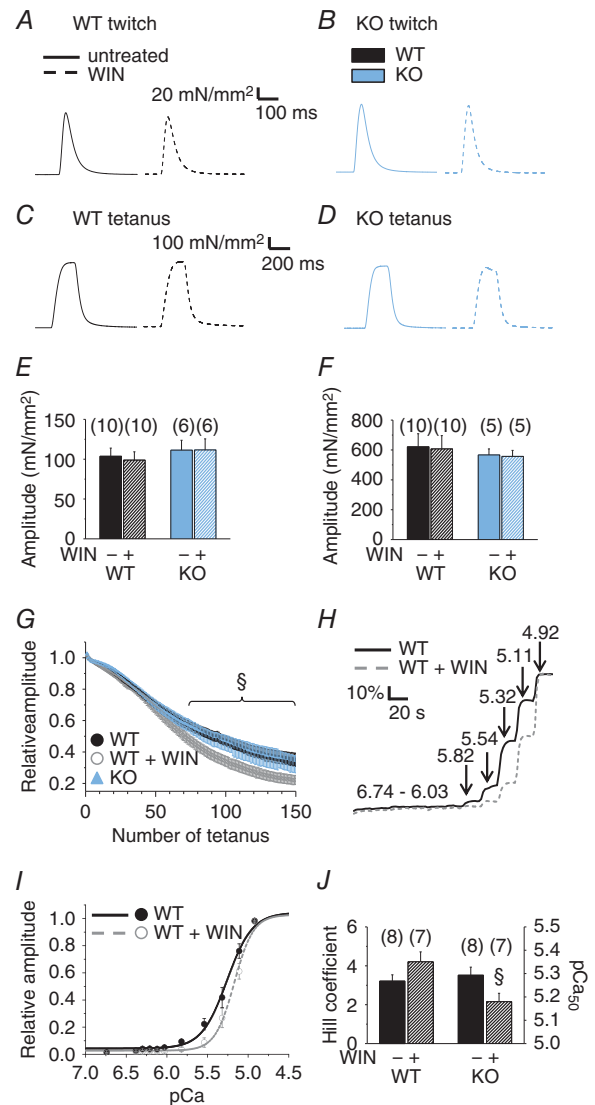 A WT twitch
untreated
WIN
20 mN/mm2
100 ms
B KO twitch
WT
KO
C WT tetanus
100 mN/mm2
200 ms
D KO tetanus
E
Amplitude (mN/mm2)
150
100
50
0
(10)(10) (6)(6)
WIN − + − +
WT KO
F
Amplitude (mN/mm2)
800
600
400
200
0
(10)(10) (5) (5)
WIN − + − +
WT KO
G
Relativeamplitude
1.0
0.8
0.6
0.4
0.2
§
WT
WT + WIN
KO
0 50 100 150
Number of tetanus
H
WT
WT + WIN
10%
20 s
4.92
5.11
5.32
5.54
5.82
6.74 - 6.03
I
Relative amplitude
1.0
0.8
0.6
0.4
0.2
0.0
WT
WT + WIN
7.0 6.5 6.0 5.5 5.0 4.5
pCa
J
Hill coefficient
6
4
2
0
(8) (7) (8) (7)
§
5.5
5.4
5.3
5.2
5.1
5.0
pCa50
WIN − + − +
WT KO